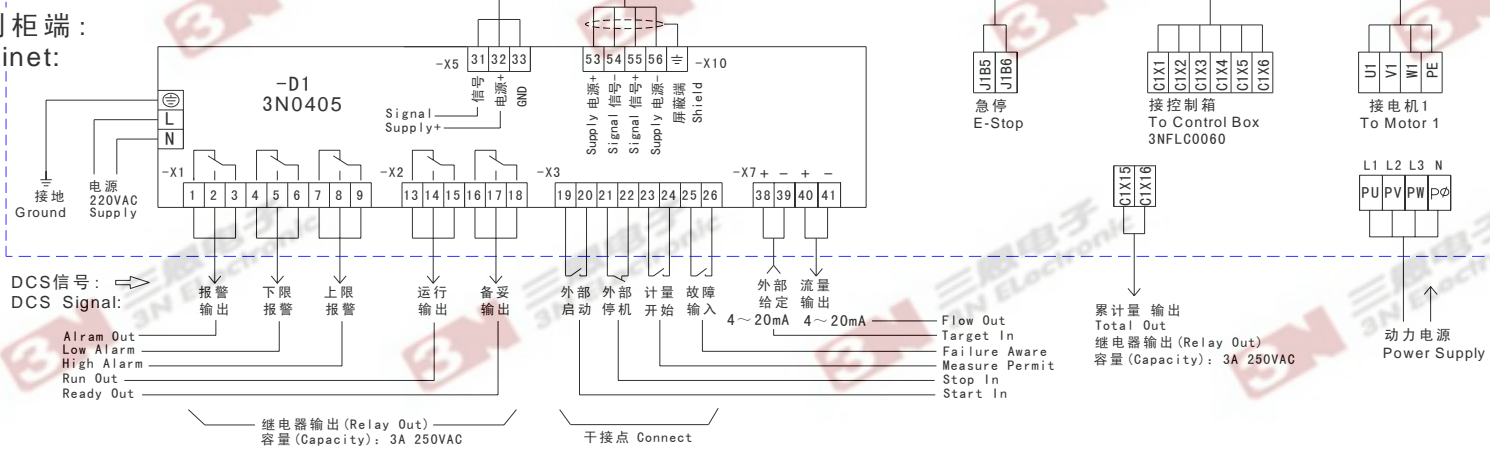 柜端:
inet:
-D1
3N0405
-X5
31 32 33
信号
电源+
GND
Signal
Supply+
53 54 55 56
-X10
Supply 电源+
Signal 信号-
Signal 信号+
Supply 电源-
屏蔽端
Shield
J1B5
J1B6
急停
E-Stop
C1X1
C1X2
C1X3
C1X4
C1X5
C1X6
接控制箱
To Control Box
3NFLC0060
U1
V1
W1
PE
接电机1
To Motor 1
L
N
接地
Ground
电源
220VAC
Supply
-X1
1 2 3 4 5 6 7 8 9
-X2
13 14 15 16 17 18
-X3
19 20 21 22 23 24 25 26
-X7 + - + -
38 39 40 41
C1X15
C1X16
L1 L2 L3 N
PU PV PW PØ
DCS信号:
DCS Signal:
报警
输出
下限
报警
上限
报警
运行
输出
备妥
输出
外部
启动
外部
停机
计量
开始
故障
输入
外部
给定
4~20mA
流量
输出
4~20mA
Alram Out
Low Alarm
High Alarm
Run Out
Ready Out
Flow Out
Target In
Failure Aware
Measure Permit
Stop In
Start In
继电器输出(Relay Out)
容量(Capacity): 3A 250VAC
干接点 Connect
累计量 输出
Total Out
继电器输出(Relay Out)
容量(Capacity): 3A 250VAC
动力电源
Power Supply
3N
三恩电子
3N Electronic